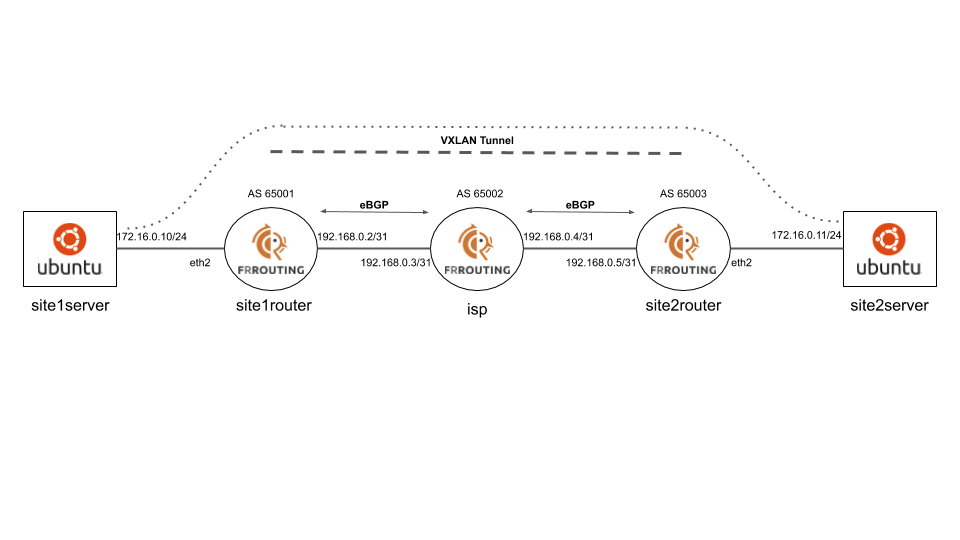 VXLAN Tunnel
AS 65001
AS 65002
AS 65003
eBGP
eBGP
172.16.0.10/24
192.168.0.2/31
192.168.0.4/31
172.16.0.11/24
ubuntu
eth2
FRROUTING
192.168.0.3/31
FRROUTING
192.168.0.5/31
FRROUTING
eth2
ubuntu
site1server
site1router
isp
site2router
site2server